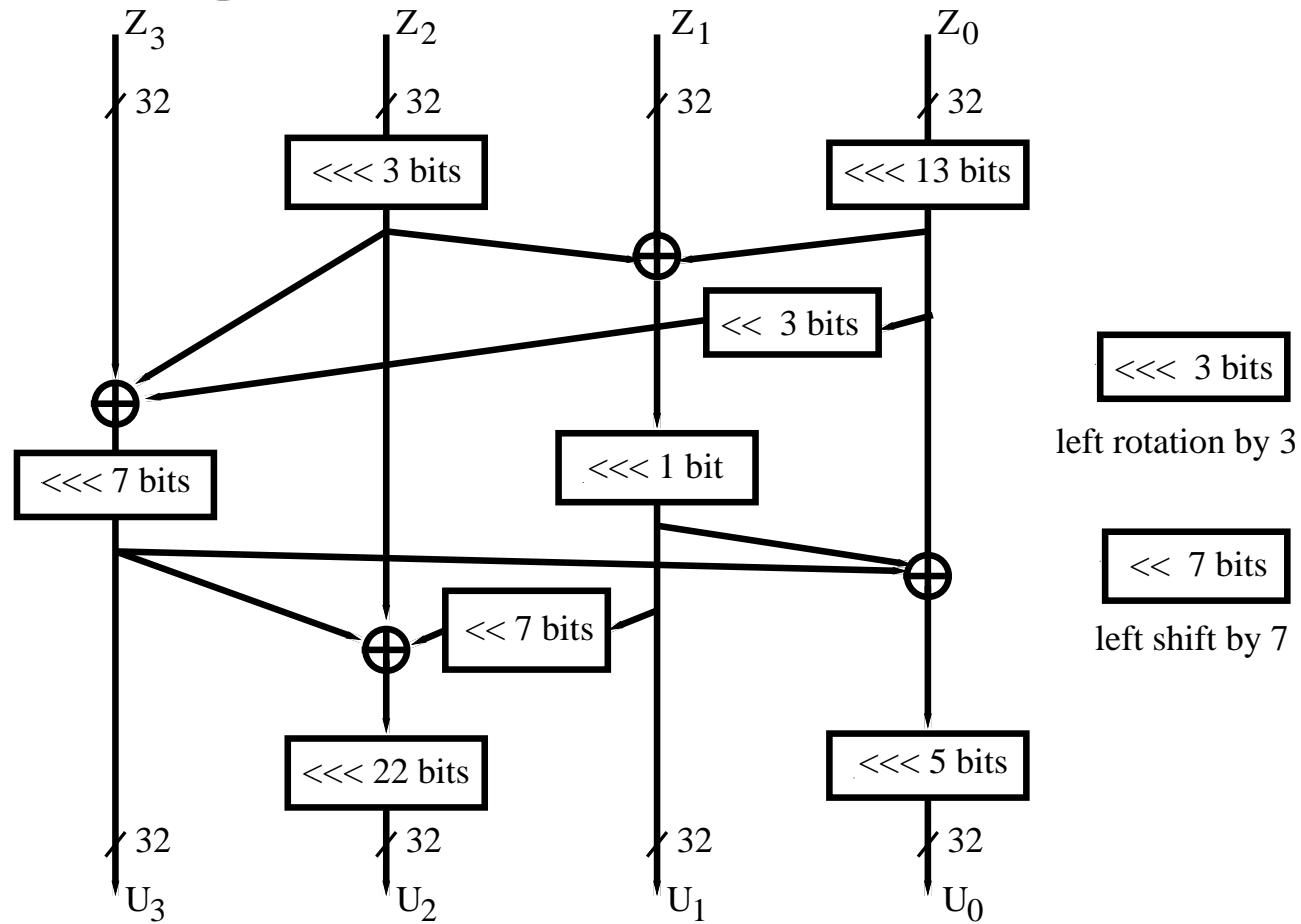 Z3 Z2 Z1 Z0
32 32 32 32
<<< 3 bits
<<< 13 bits
<< 3 bits
<<< 3 bits
left rotation by 3
<<< 7 bits
<<< 1 bit
<< 7 bits
<< 7 bits
left shift by 7
<<< 22 bits
<<< 5 bits
32 32 32 32
U3 U2 U1 U0